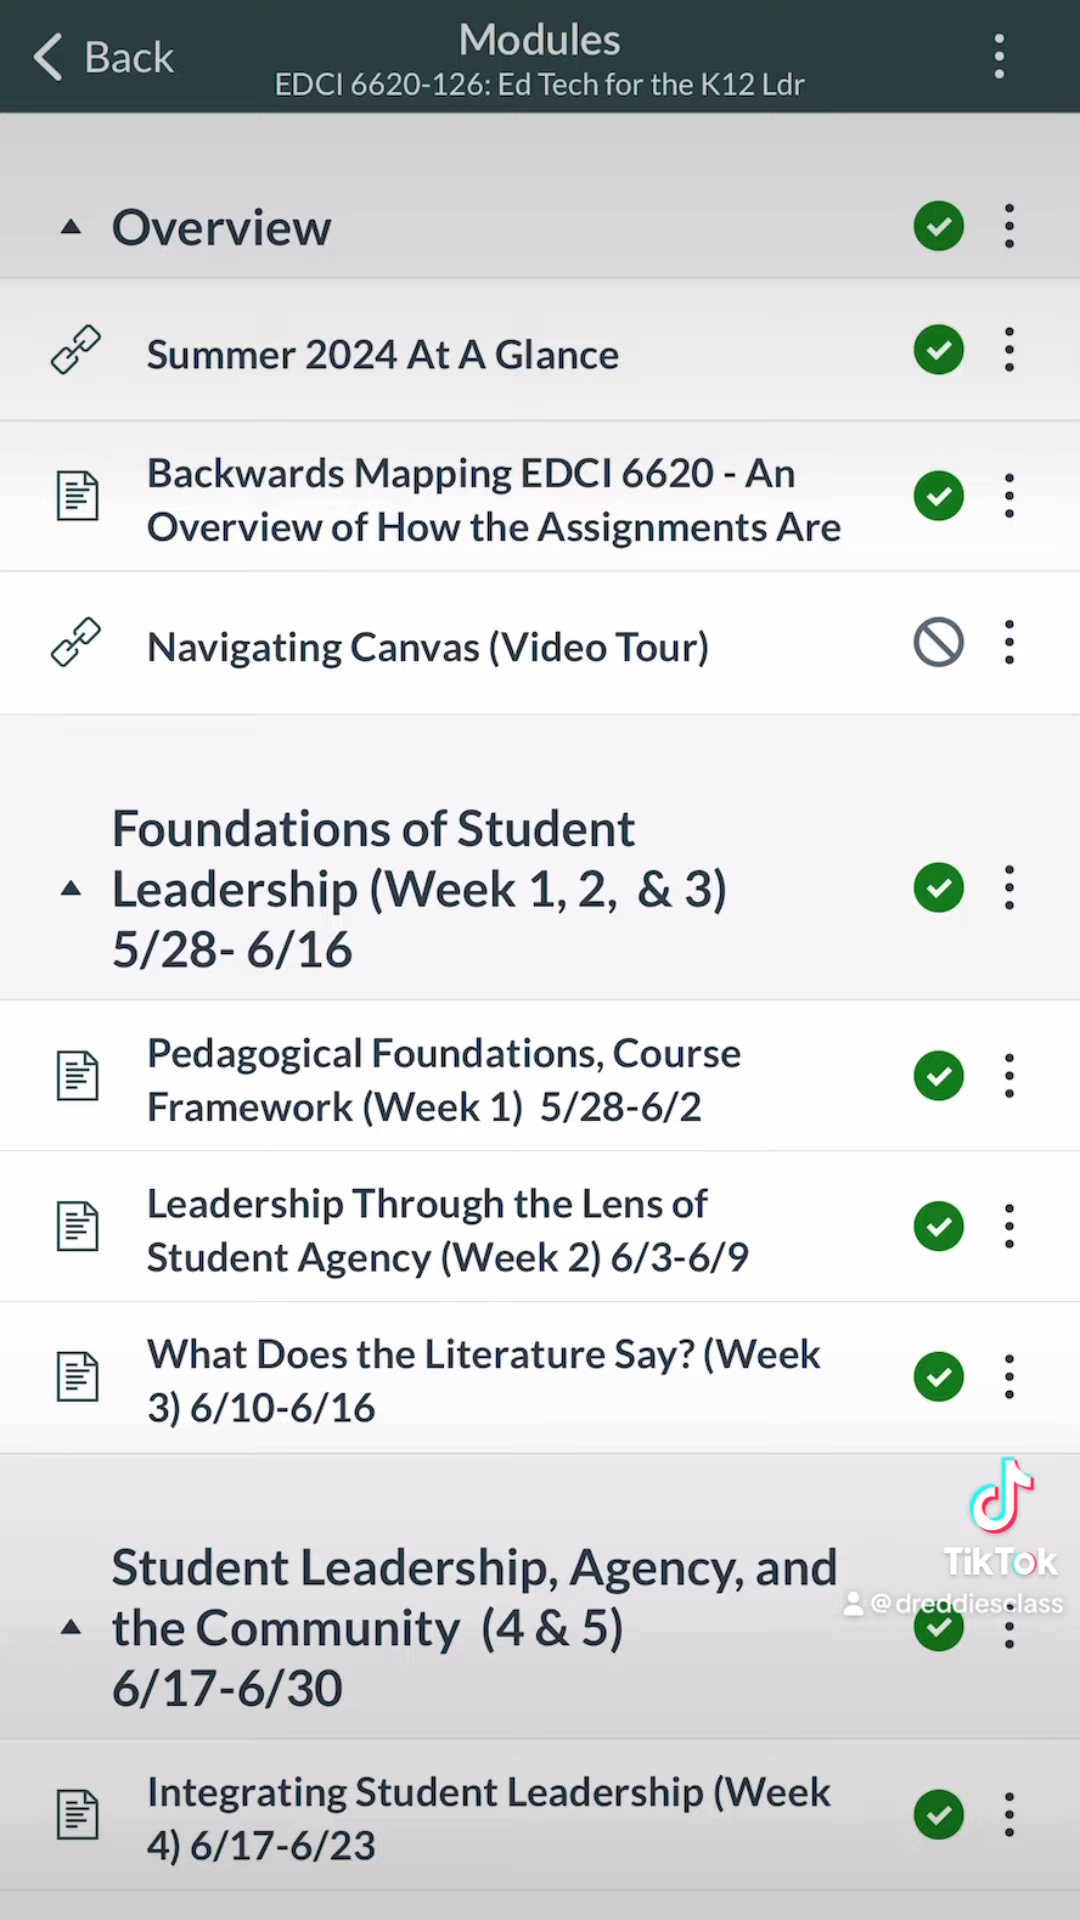 Back
Modules
EDCI 6620-126: Ed Tech for the K12 Ldr
Overview
Summer 2024 At A Glance
Backwards Mapping EDCI 6620 - An
Overview of How the Assignments Are
Navigating Canvas (Video Tour)
Foundations of Student
Leadership (Week 1, 2, & 3)
5/28- 6/16
Pedagogical Foundations, Course
Framework (Week 1) 5/28-6/2
Leadership Through the Lens of
Student Agency (Week 2) 6/3-6/9
What Does the Literature Say? (Week
3) 6/10-6/16
Student Leadership, Agency, and
the Community (4 & 5)
6/17-6/30
TikTok
@dreddiesclass
Integrating Student Leadership (Week
4) 6/17-6/23